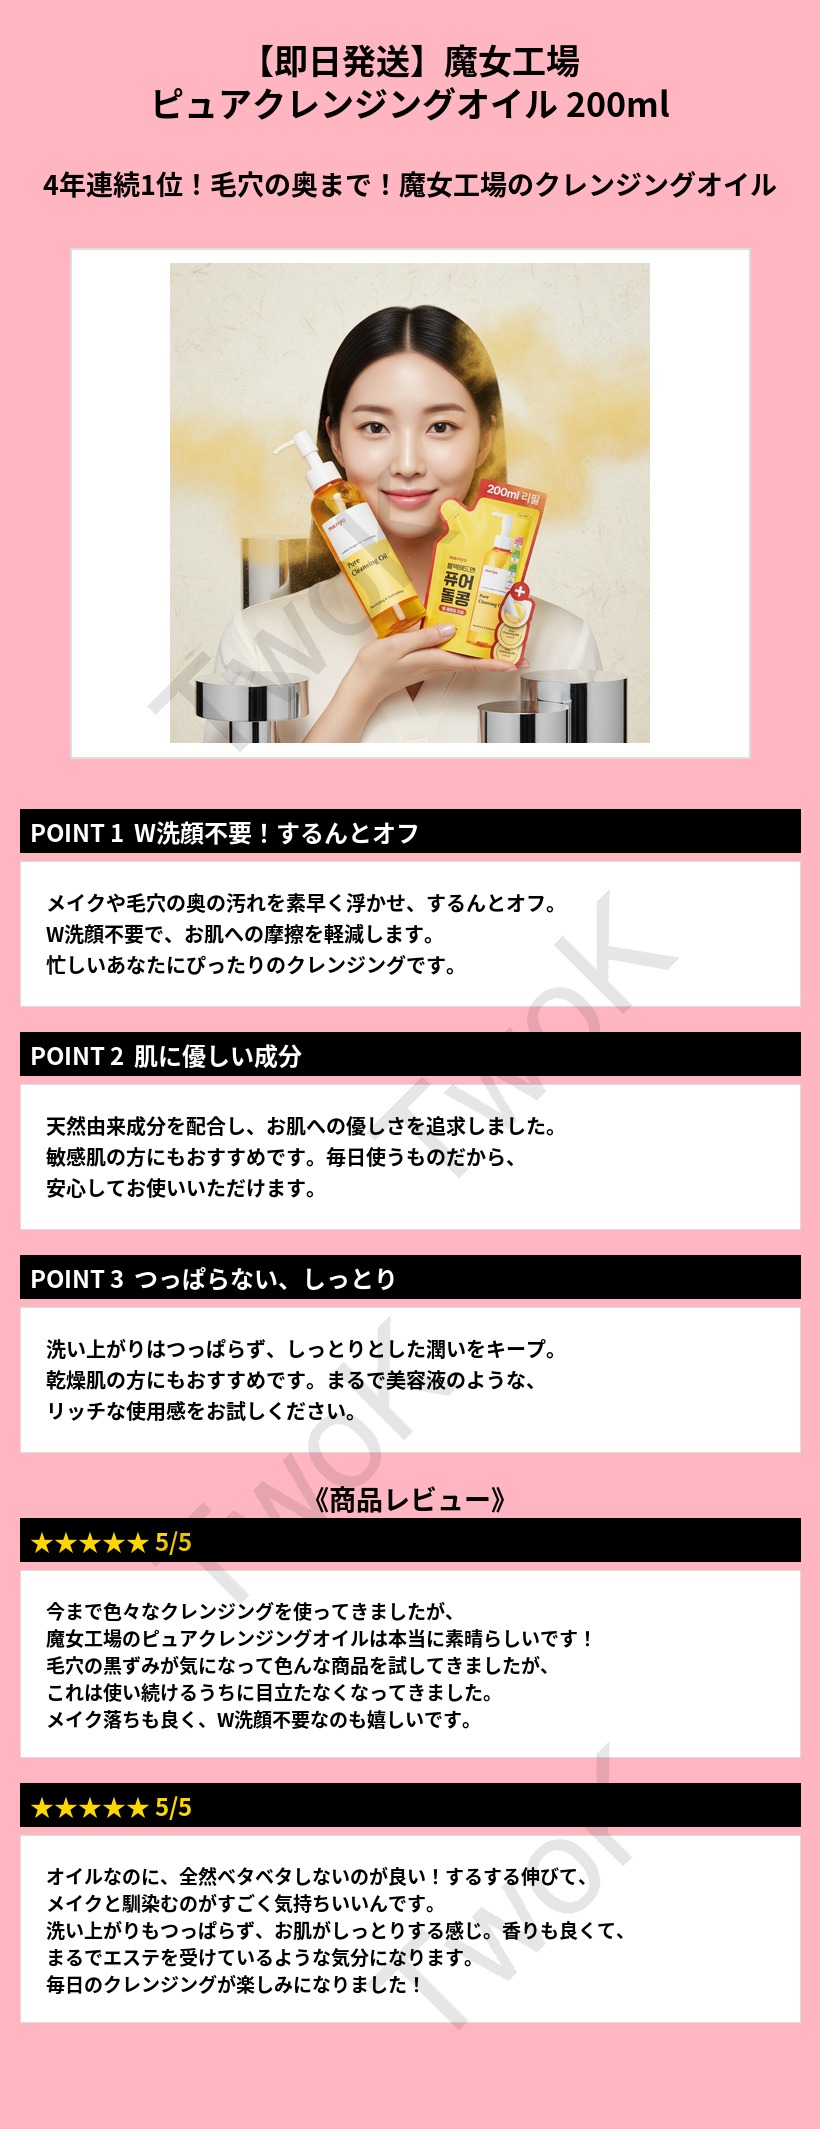 【即日発送】魔女工場
ピュアクレンジングオイル 200ml
4年連続1位！毛穴の奥まで！魔女工場のクレンジングオイル
200ml 리필
manyo
Pure
Cleansing Oil
manyo
블랙헤드엔
퓨어
돌콩
Pure
TwoK
POINT 1 W洗顔不要！するんとオフ
メイクや毛穴の奥の汚れを素早く浮かせ、するんとオフ。
W洗顔不要で、お肌への摩擦を軽減します。
忙しいあなたにぴったりのクレンジングです。
TwoK
POINT 2 肌に優しい成分
天然由来成分を配合し、お肌への優しさを追求しました。
敏感肌の方にもおすすめです。毎日使うものだから、
安心してお使いいただけます。
POINT 3 つっぱらない、しっとり
洗い上がりはつっぱらず、しっとりとした潤いをキープ。
乾燥肌の方にもおすすめです。まるで美容液のような、
リッチな使用感をお試しください。
TwoK
《商品レビュー》
★★★★★ 5/5
今まで色々なクレンジングを使ってきましたが、
魔女工場のピュアクレンジングオイルは本当に素晴らしいです！
毛穴の黒ずみが気になって色んな商品を試してきましたが、
これは使い続けるうちに目立たなくなってきました。
メイク落ちも良く、W洗顔不要なのも嬉しいです。
★★★★★ 5/5
オイルなのに、全然ベタベタしないのが良い！するする伸びて、
メイクと馴染むのがすごく気持ちいいんです。
洗い上がりもつっぱらず、お肌がしっとりする感じ。香りも良くて、
まるでエステを受けているような気分になります。
毎日のクレンジングが楽しみになりました！
TwoK